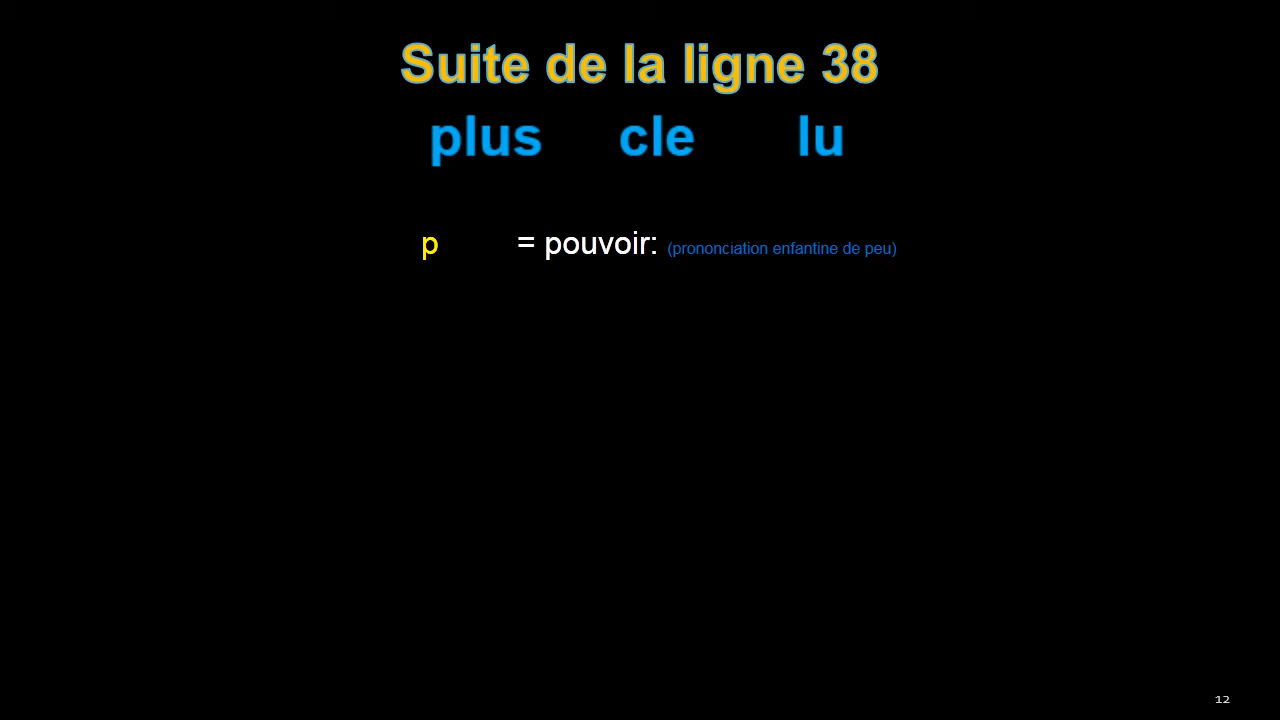 Suite de la ligne 38
plus cle lu
p = pouvoir: (prononciation enfantine de peu)
12